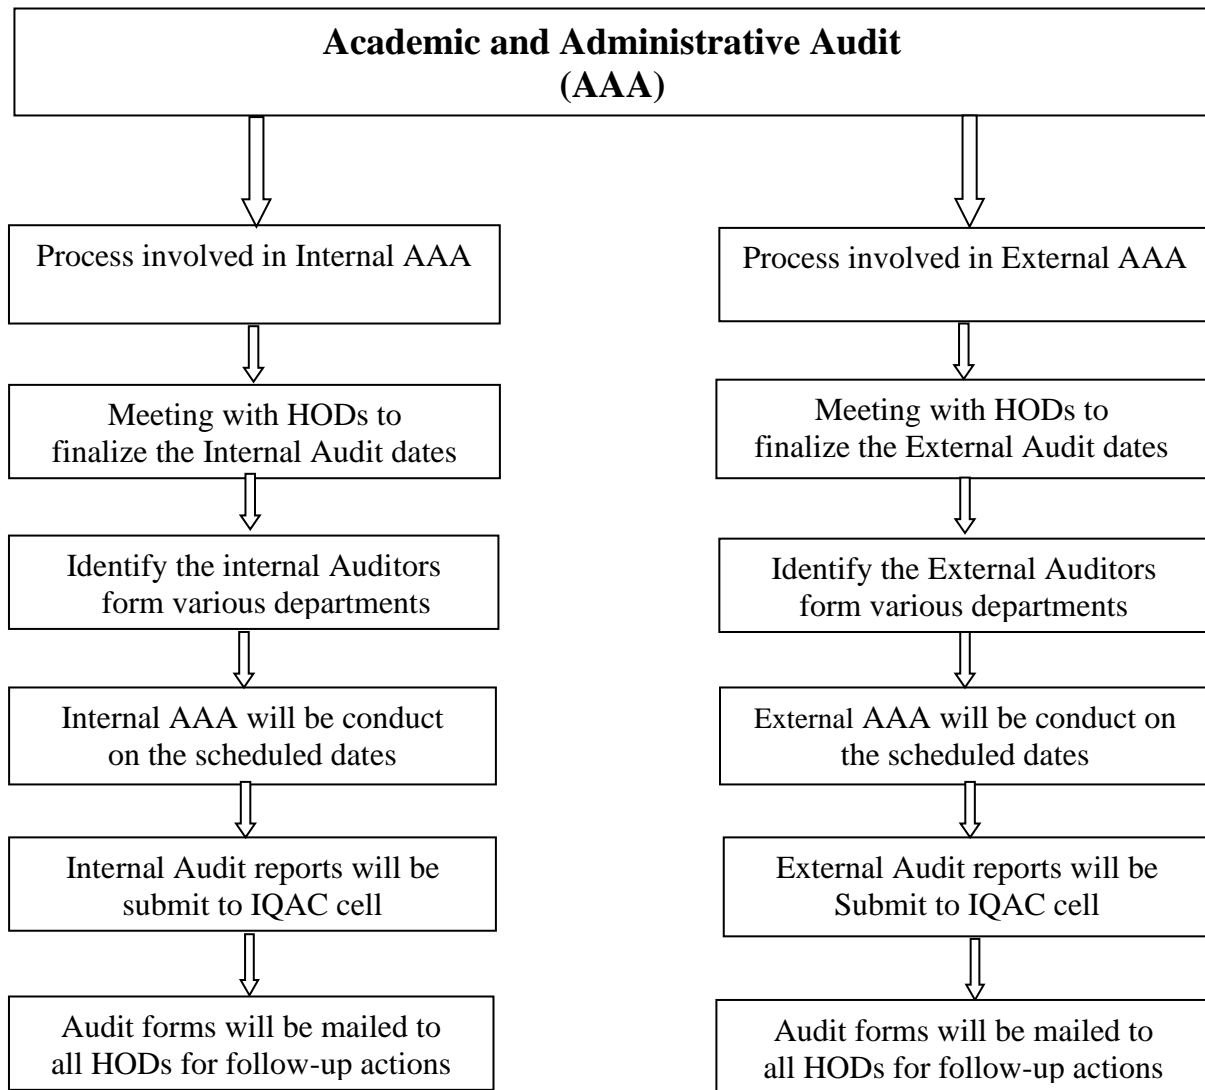 Academic and Administrative Audit
(AAA)
Process involved in Internal AAA
Meeting with HODs to
finalize the Internal Audit dates
Identify the internal Auditors
form various departments
Internal AAA will be conduct
on the scheduled dates
Internal Audit reports will be
submit to IQAC cell
Audit forms will be mailed to
all HODs for follow-up actions
Process involved in External AAA
Meeting with HODs to
finalize the External Audit dates
Identify the External Auditors
form various departments
External AAA will be conduct on
the scheduled dates
External Audit reports will be
Submit to IQAC cell
Audit forms will be mailed to
all HODs for follow-up actions